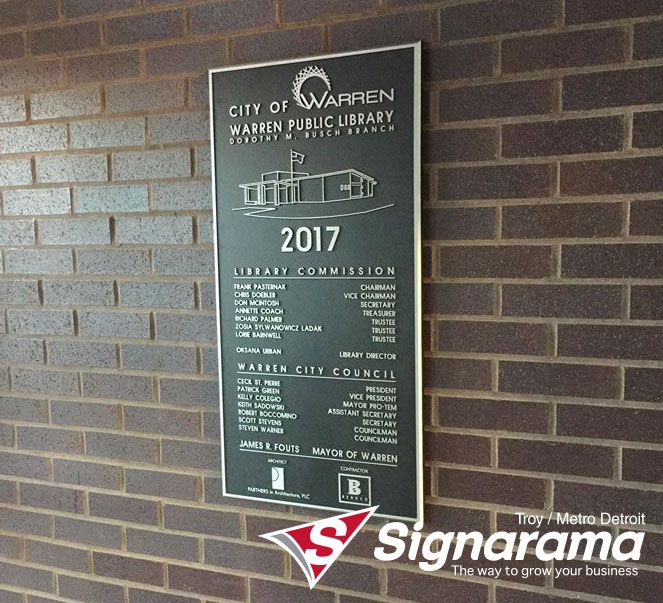 CITY OF WARREN
WARREN PUBLIC LIBRARY
DOROTHY M. BUSCH BRANCH
2017
LIBRARY COMMISSION
FRANK PASTERNAK CHAIRMAN
CHRIS DOEBLER VICE CHAIRMAN
DON MCINTOSH SECRETARY
ANNETTE COACH TREASURER
RICHARD PALMER TRUSTEE
ZOSIA SYLWANOWICZ LADAK TRUSTEE
LORIE BARNWELL TRUSTEE
OKSANA URBAN LIBRARY DIRECTOR
WARREN CITY COUNCIL
CECIL ST. PIERRE PRESIDENT
PATRICK GREEN VICE PRESIDENT
KELLY COLEGIO MAYOR PRO-TEM
KEITH SADOWSKI ASSISTANT SECRETARY
ROBERT BOCCOMINO SECRETARY
SCOTT STEVENS COUNCILMAN
STEVEN WARNER COUNCILMAN
JAMES R. FOUTS MAYOR OF WARREN
ARCHITECT CONTRACTOR
PARTNERS in Architecture, PLC
B
BERNCO
Troy / Metro Detroit
S Signarama
The way to grow your business